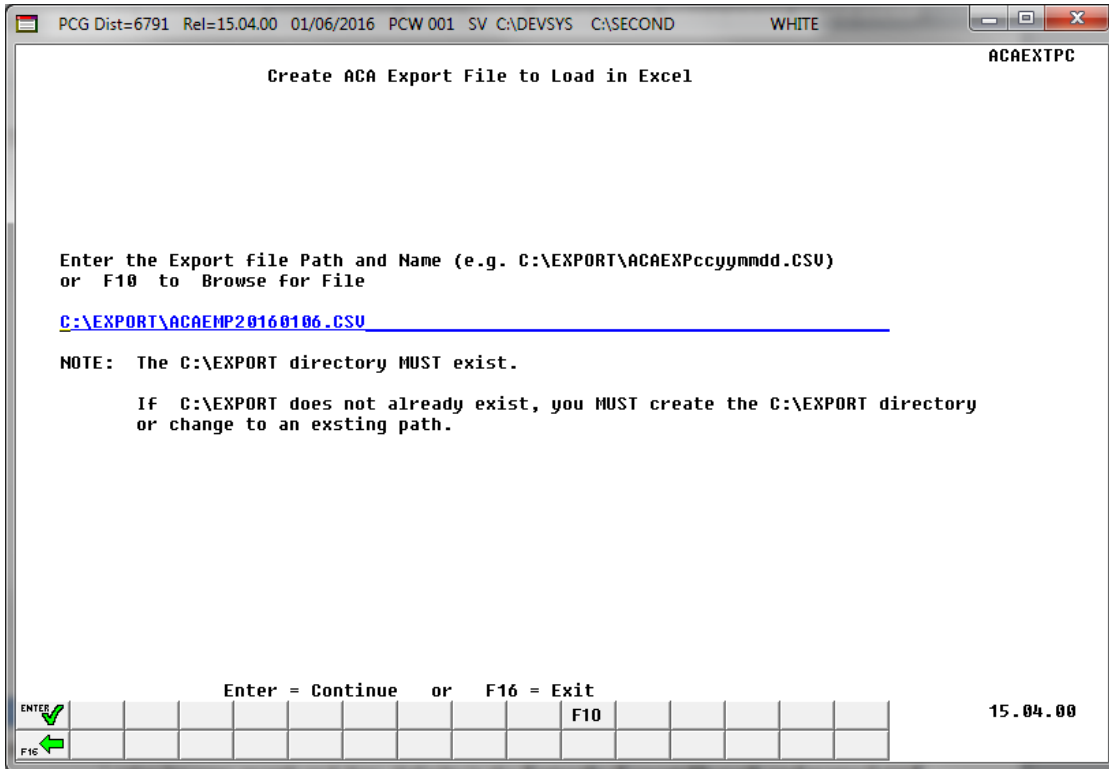 PCG Dist=6791 Rel=15.04.00 01/06/2016 PCW 001 SV C:\DEVSYS C:\SECOND WHITE
ACAEXTPC
Create ACA Export File to Load in Excel
Enter the Export file Path and Name (e.g. C:\EXPORT\ACAEXPccyymmdd.CSV)
or F10 to Browse for File
C:\EXPORT\ACAEMP20160106.CSV
NOTE: The C:\EXPORT directory MUST exist.
If C:\EXPORT does not already exist, you MUST create the C:\EXPORT directory
or change to an exsting path.
Enter = Continue or F16 = Exit
ENTER
F10
15.04.00
F16